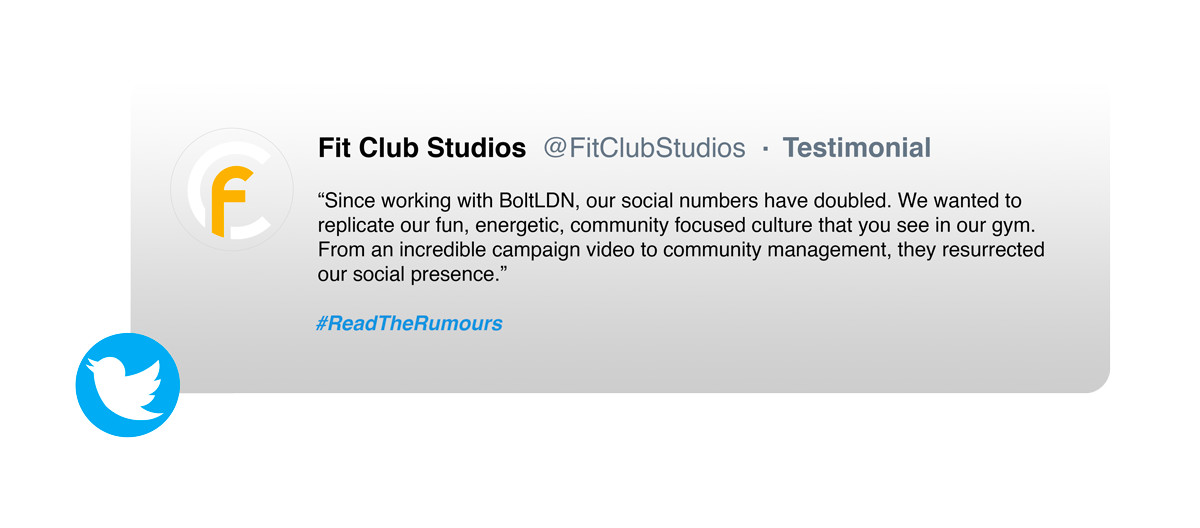 Fit Club Studios @FitClubStudios · Testimonial
“Since working with BoltLDN, our social numbers have doubled. We wanted to
replicate our fun, energetic, community focused culture that you see in our gym.
From an incredible campaign video to community management, they resurrected
our social presence.”
#ReadTheRumours